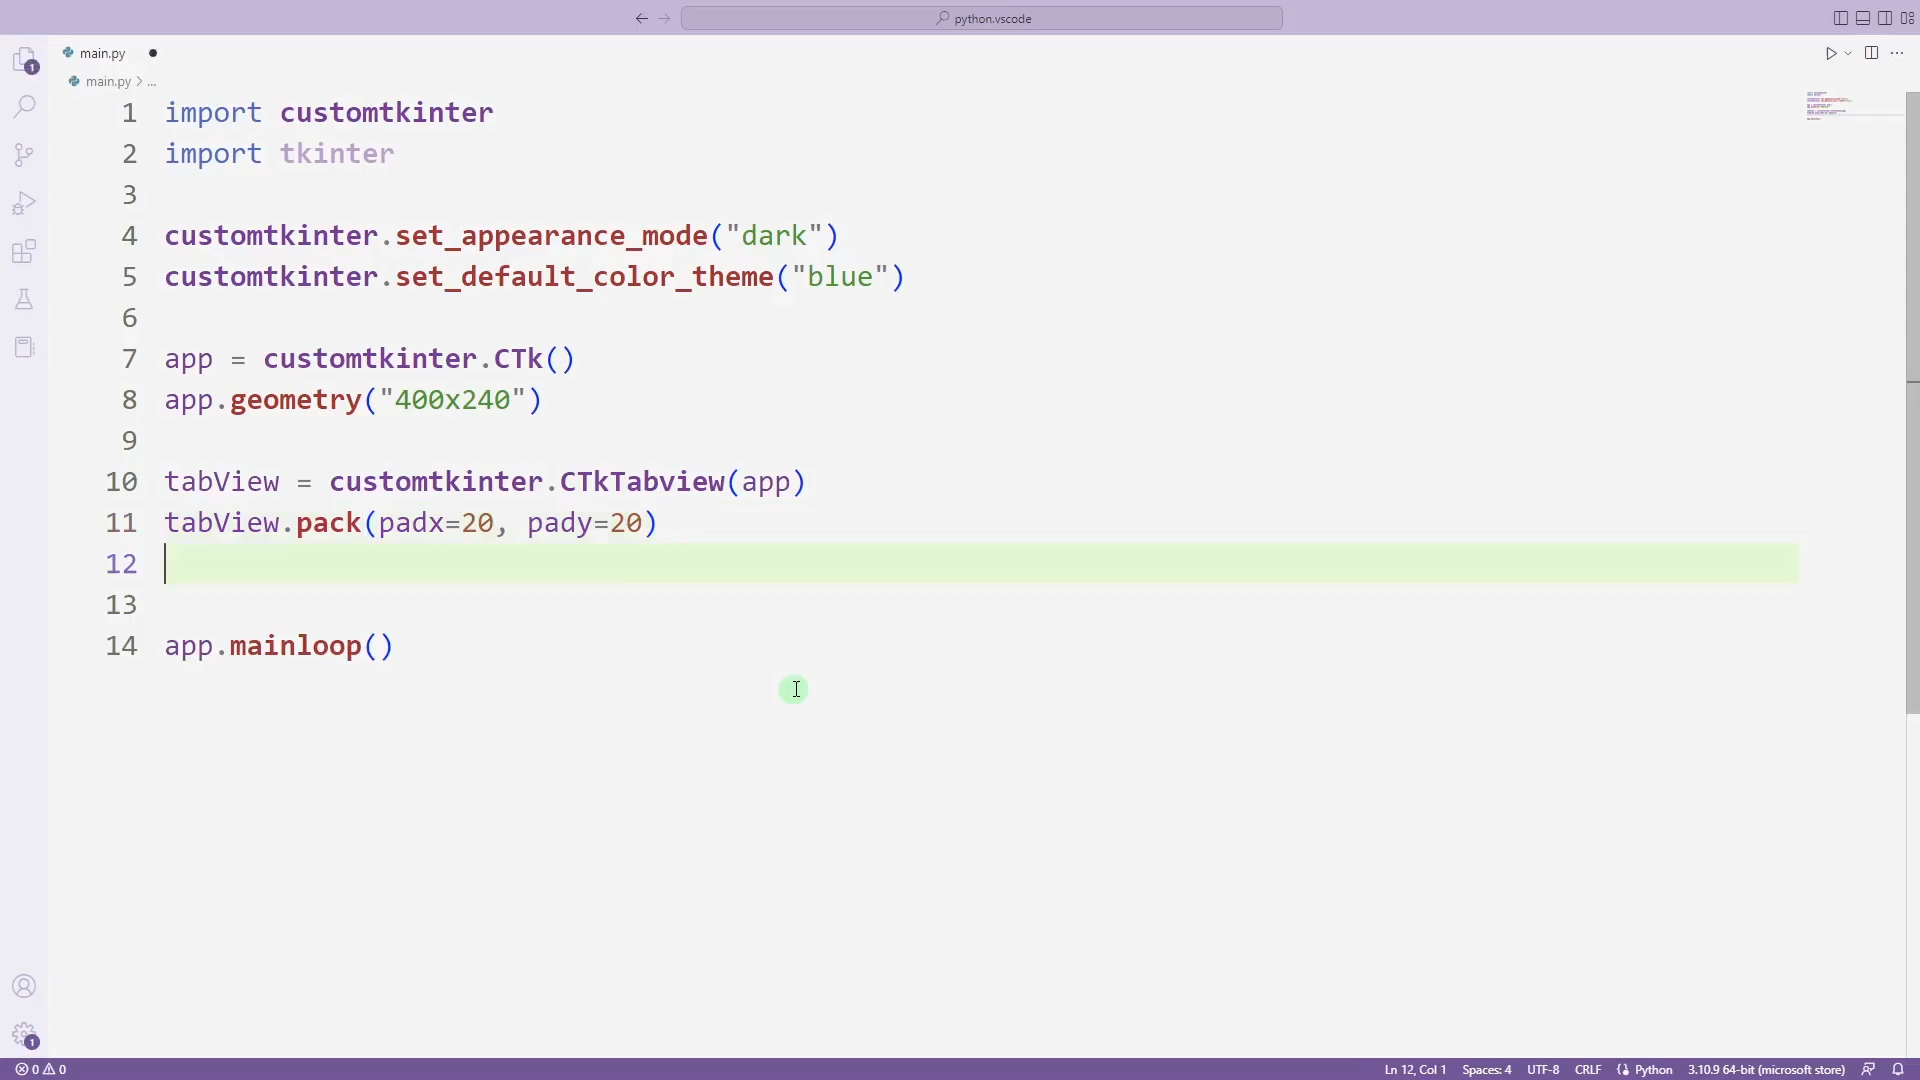 python.vscode
main.py
main.py > ...
1
1 import customtkinter
2 import tkinter
3
4 customtkinter.set_appearance_mode("dark")
5 customtkinter.set_default_color_theme("blue")
6
7 app = customtkinter.CTk()
8 app.geometry("400x240")
9
10 tabView = customtkinter.CTkTabview(app)
11 tabView.pack(padx=20, pady=20)
12
13
14 app.mainloop()
1
0 0 Ln 12, Col 1 Spaces: 4 UTF-8 CRLF Python 3.10.9 64-bit (microsoft store)